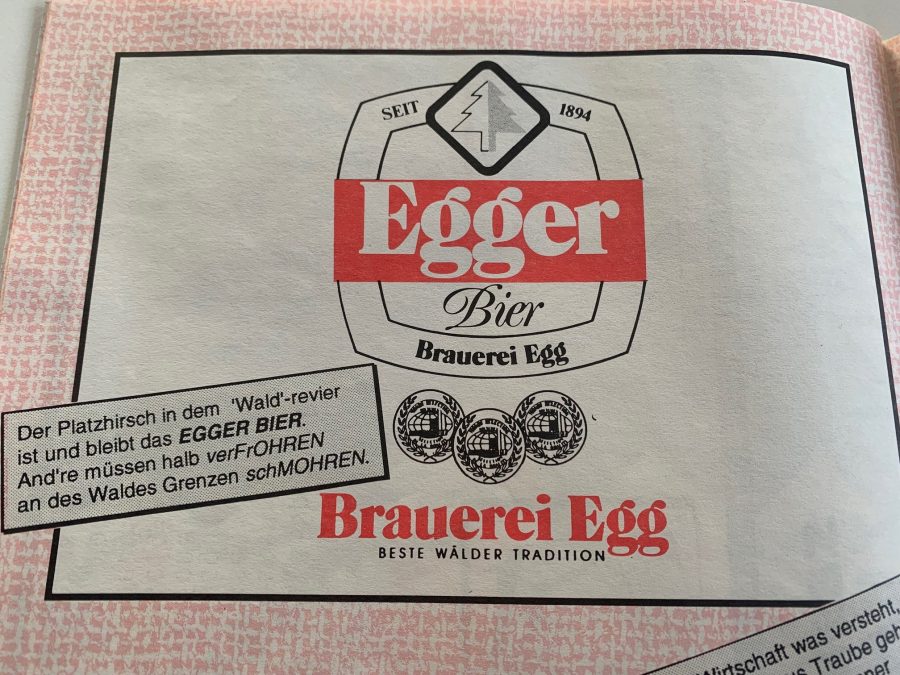 SEIT 1894
Egger
Bier
Brauerei Egg
Der Platzhirsch in dem 'Wald'-revier
ist und bleibt das EGGER BIER.
And're müssen halb verFrOHREN
an des Waldes Grenzen schMOHREN.
Brauerei Egg
BESTE WÄLDER TRADITION
Wirtschaft was versteht,
Traube geh